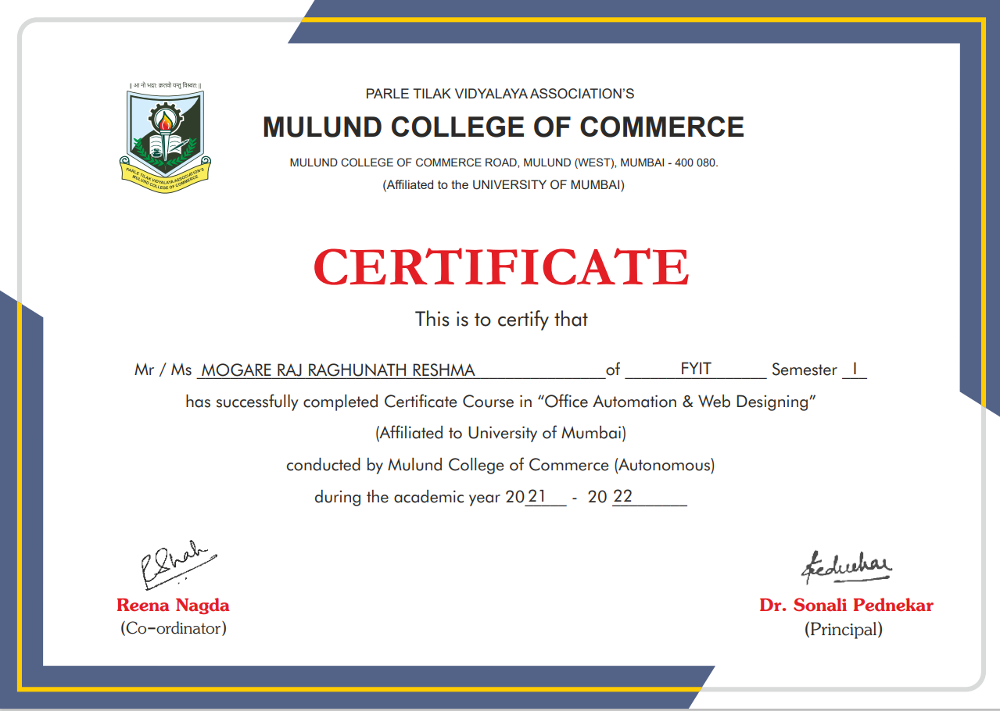 || आ नो भद्राः क्रतवो यन्तु विश्वतः ||
PARLE TILAK VIDYALAYA ASSOCIATION'S
MULUND COLLEGE OF COMMERCE
PARLE TILAK VIDYALAYA ASSOCIATION’S
MULUND COLLEGE OF COMMERCE
MULUND COLLEGE OF COMMERCE ROAD, MULUND (WEST), MUMBAI - 400 080.
(Affiliated to the UNIVERSITY OF MUMBAI)
CERTIFICATE
This is to certify that
Mr / Ms MOGARE RAJ RAGHUNATH RESHMA of FYIT Semester I
has successfully completed Certificate Course in “Office Automation & Web Designing”
(Affiliated to University of Mumbai)
conducted by Mulund College of Commerce (Autonomous)
during the academic year 2021 - 20 22
RShah
Reena Nagda
(Co-ordinator)
Dr. Sonali Pednekar
(Principal)